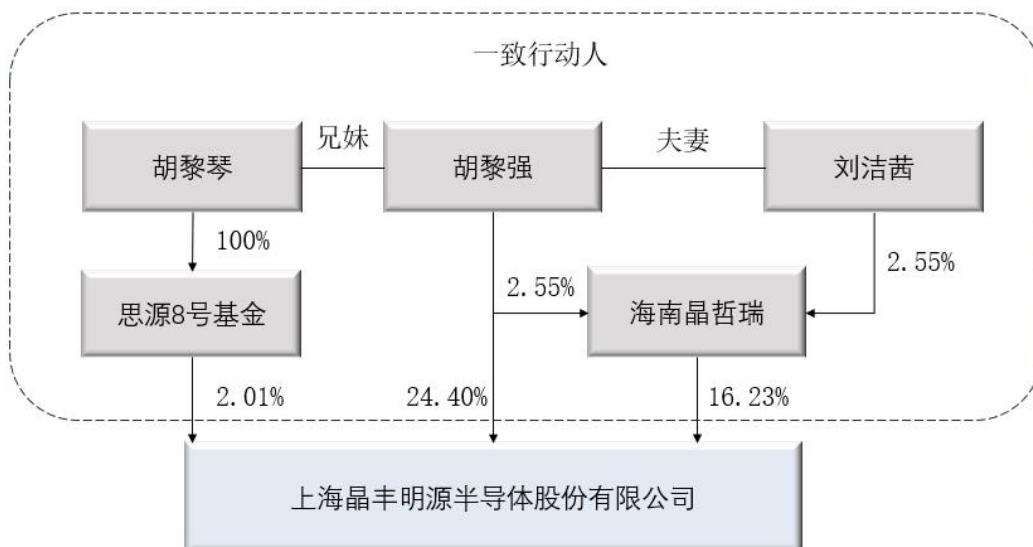 一致行动人
胡黎琴
兄妹
胡黎强
夫妻
刘洁茜
100%
2.55%
2.55%
思源8号基金
海南晶哲瑞
2.01%
24.40%
16.23%
上海晶丰明源半导体股份有限公司